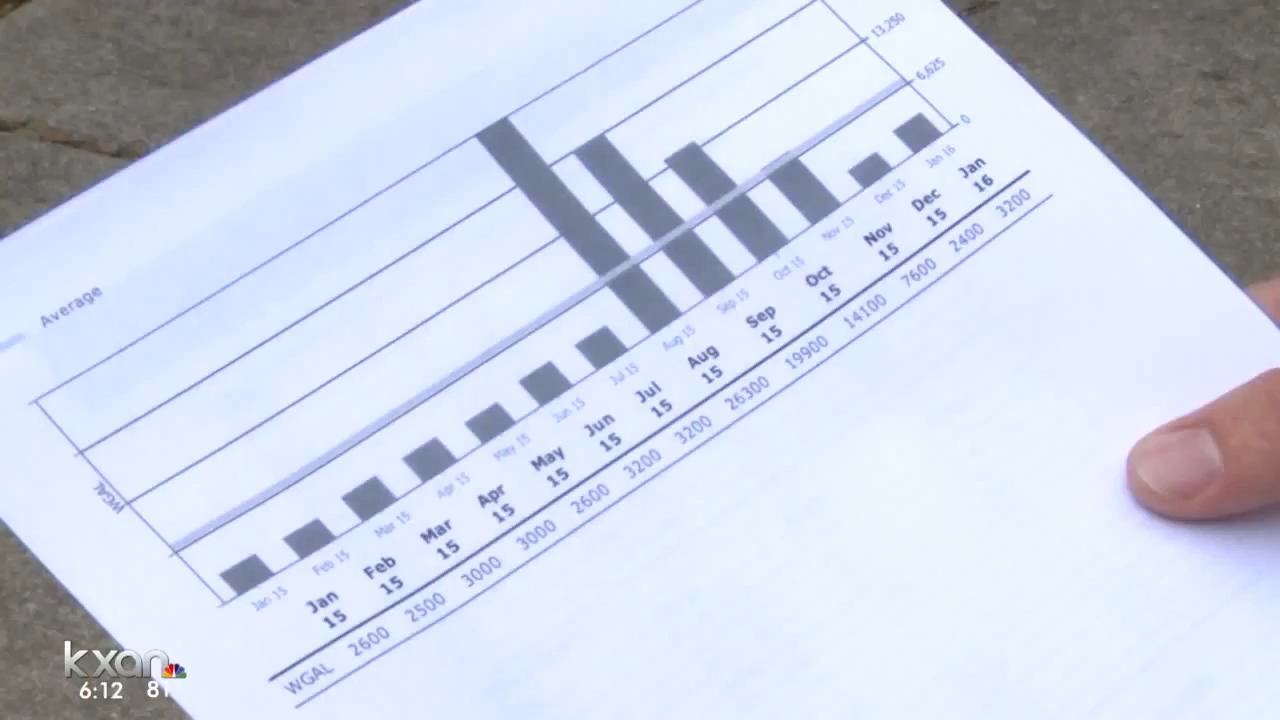 Average
13,250
6,625
0
WGAL
Jan 15 Feb 15 Mar 15 Apr 15 May 15 Jun 15 Jul 15 Aug 15 Sep 15 Oct 15 Nov 15 Dec 15 Jan 16
Jan Feb Mar Apr May Jun Jul Aug Sep Oct Nov Dec Jan
15 15 15 15 15 15 15 15 15 15 15 15 16
WGAL 2600 2500 3000 3000 2600 3200 3200 26300 19900 14100 7600 2400 3200
kxan
6:12 81